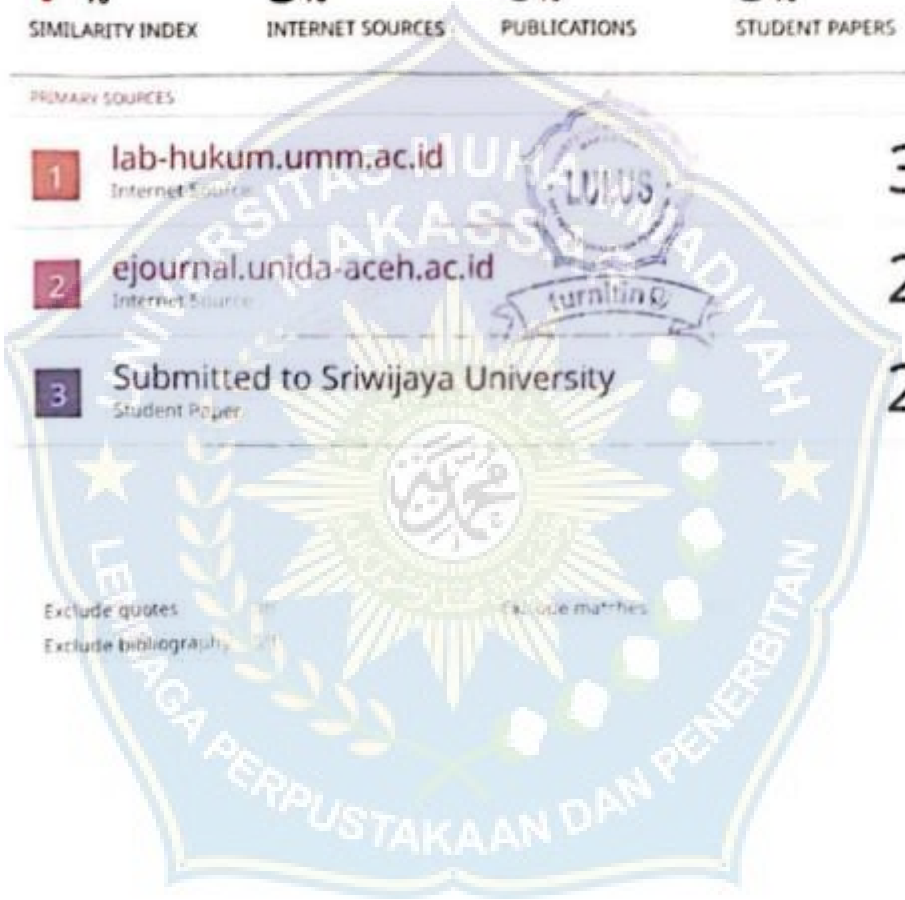 SIMILARITY INDEX INTERNET SOURCES PUBLICATIONS STUDENT PAPERS
PRIMARY SOURCES
1 lab-hukum.umm.ac.id 3
Internet Source
2 ejournal.unida-aceh.ac.id 2
Internet Source
3 Submitted to Sriwijaya University 2
Student Paper
LULUS
turnitin
UNIVERSITAS MUHAMMADIYAH
MAKASSAR
محمدية
Exclude quotes Exclude matches
Exclude bibliography
LEMBAGA PERPUSTAKAAN DAN PENERBITAN